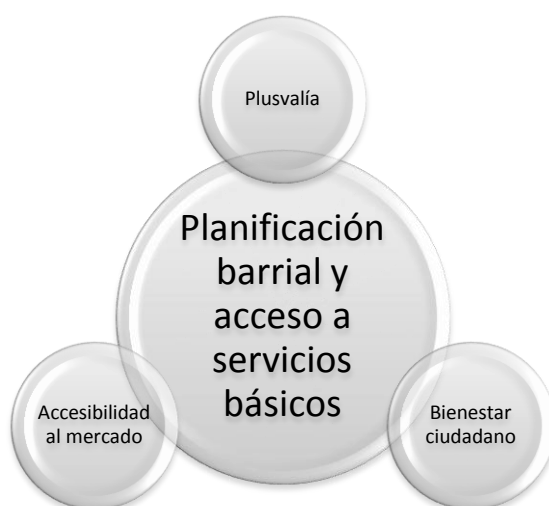 Plusvalía
Planificación
barrial y
acceso a
servicios
básicos
Accesibilidad
al mercado
Bienestar
ciudadano